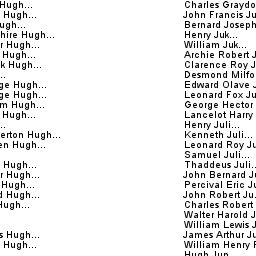 Hugh... Charles Graydo
Hugh... John Francis Ju
ugh... Bernard Joseph
hire Hugh... Henry Juk...
r Hugh... William Juk...
Hugh... Archie Robert J
k Hugh... Clarence Roy J
... Desmond Milfo
ge Hugh... Edward Olave J
ge Hugh... Leonard Fox Ju
m Hugh... George Hector
Hugh... Lancelot Harry
... Henry Juli...
erton Hugh... Kenneth Juli...
en Hugh... Leonard Roy Ju
Samuel Juli...
Hugh... Thaddeus Juli...
r Hugh... John Bernard Ju
Hugh... Percival Eric Ju
d Hugh... John Robert Ju
Hugh... Charles Robert
Walter Harold J
William Lewis J
s Hugh... James Arthur Ju
Hugh... William Henry F
Hugh Jun